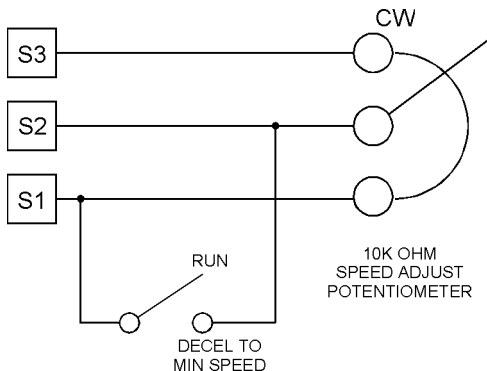 CW
S3
S2
S1
RUN
10K OHM
SPEED ADJUST
POTENTIOMETER
DECEL TO
MIN SPEED